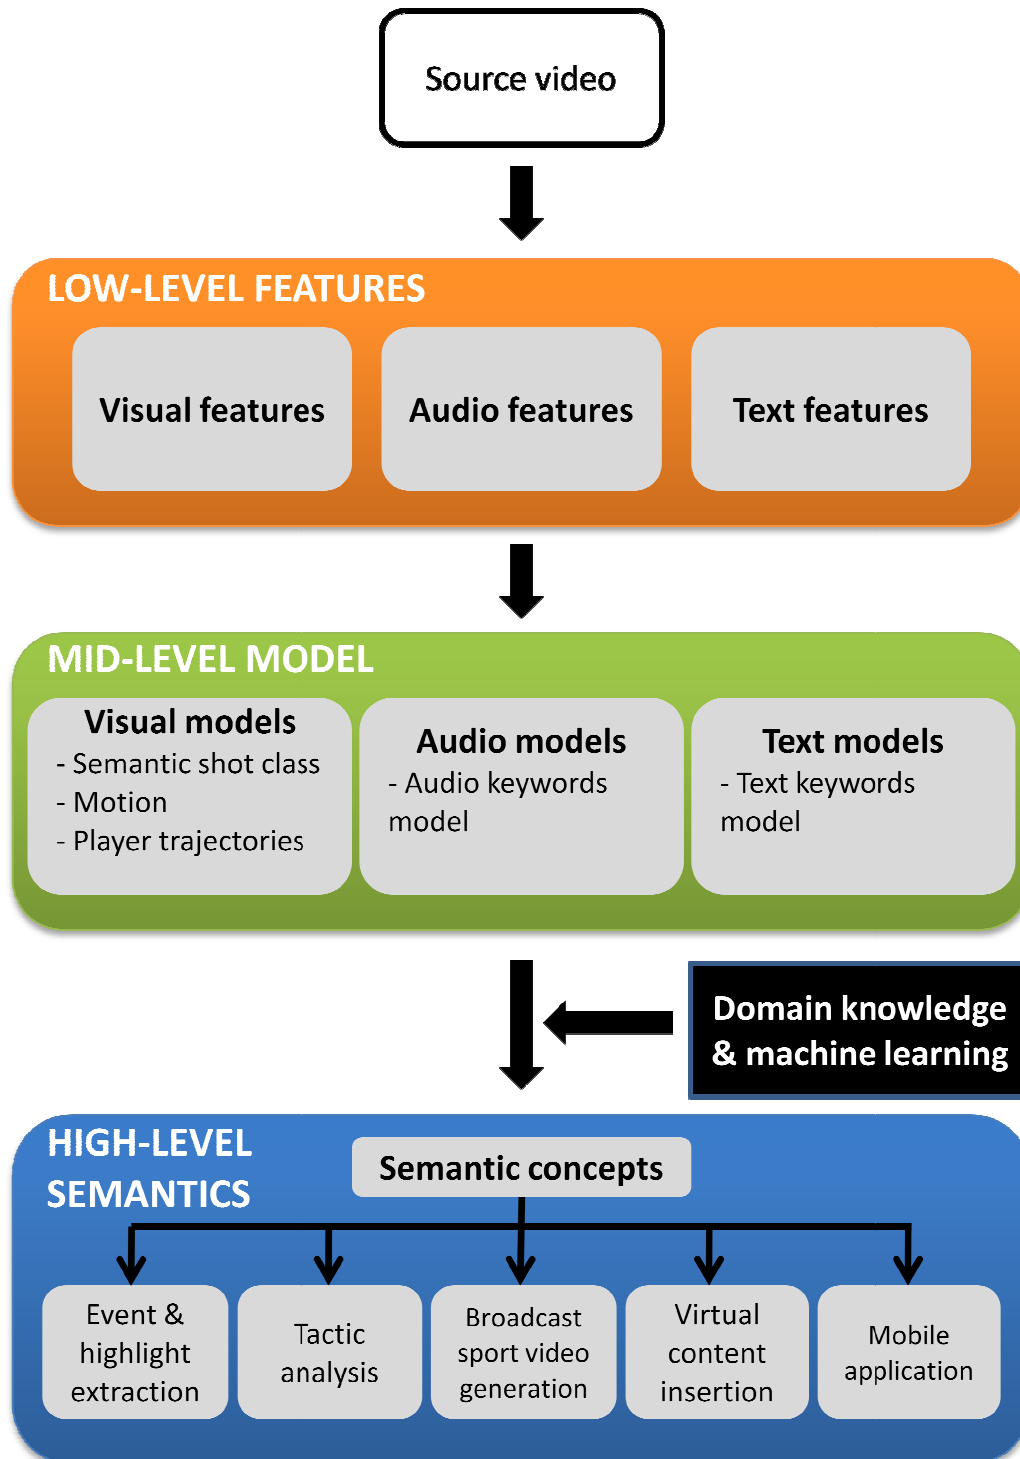 Source video
LOW-LEVEL FEATURES
Visual features
Audio features
Text features
MID-LEVEL MODEL
Visual models
- Semantic shot class
- Motion
- Player trajectories
Audio models
- Audio keywords
model
Text models
- Text keywords
model
Domain knowledge
& machine learning
HIGH-LEVEL
SEMANTICS
Semantic concepts
Event &
highlight
extraction
Tactic
analysis
Broadcast
sport video
generation
Virtual
content
insertion
Mobile
application